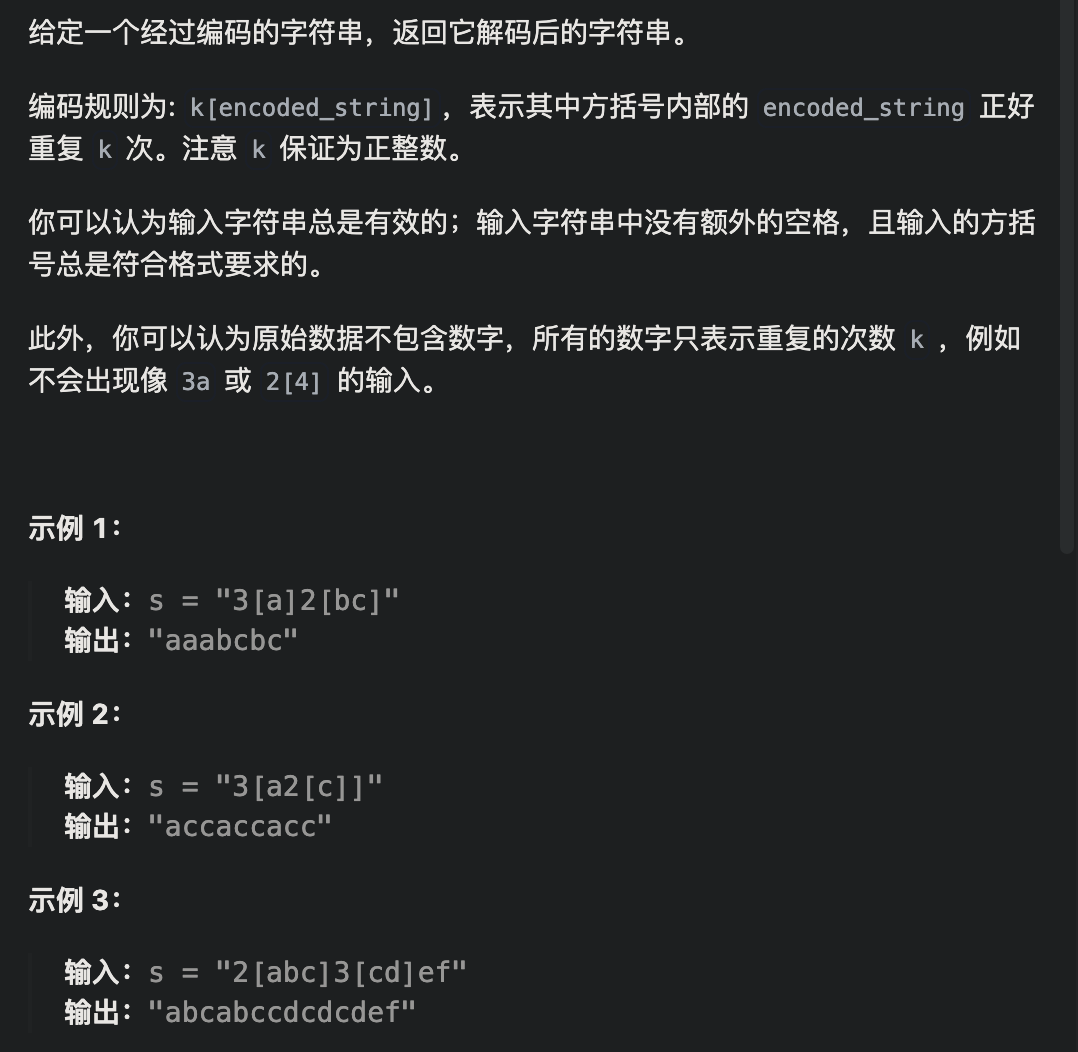 给定一个经过编码的字符串，返回它解码后的字符串。
编码规则为: k[encoded_string]，表示其中方括号内部的 encoded_string 正好
重复 k 次。注意 k 保证为正整数。
你可以认为输入字符串总是有效的；输入字符串中没有额外的空格，且输入的方括
号总是符合格式要求的。
此外，你可以认为原始数据不包含数字，所有的数字只表示重复的次数 k ，例如
不会出现像 3a 或 2[4] 的输入。
示例 1：
输入：s = "3[a]2[bc]"
输出："aaabcbc"
示例 2：
输入：s = "3[a2[c]]"
输出："accaccacc"
示例 3：
输入：s = "2[abc]3[cd]ef"
输出："abcabccdcdcdef"